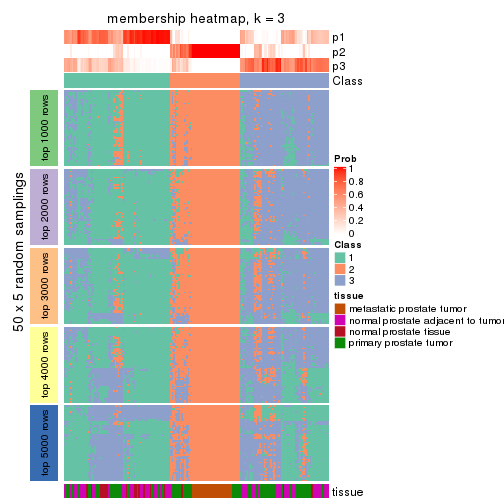 membership heatmap, k = 3
p1
p2
p3
Class
50 x 5 random samplings
top 1000 rows
top 2000 rows
top 3000 rows
top 4000 rows
top 5000 rows
Prob
1
0.8
0.6
0.4
0.2
0
Class
1
2
3
tissue
metastatic prostate tumor
normal prostate adjacent to tumor
normal prostate tissue
primary prostate tumor
tissue